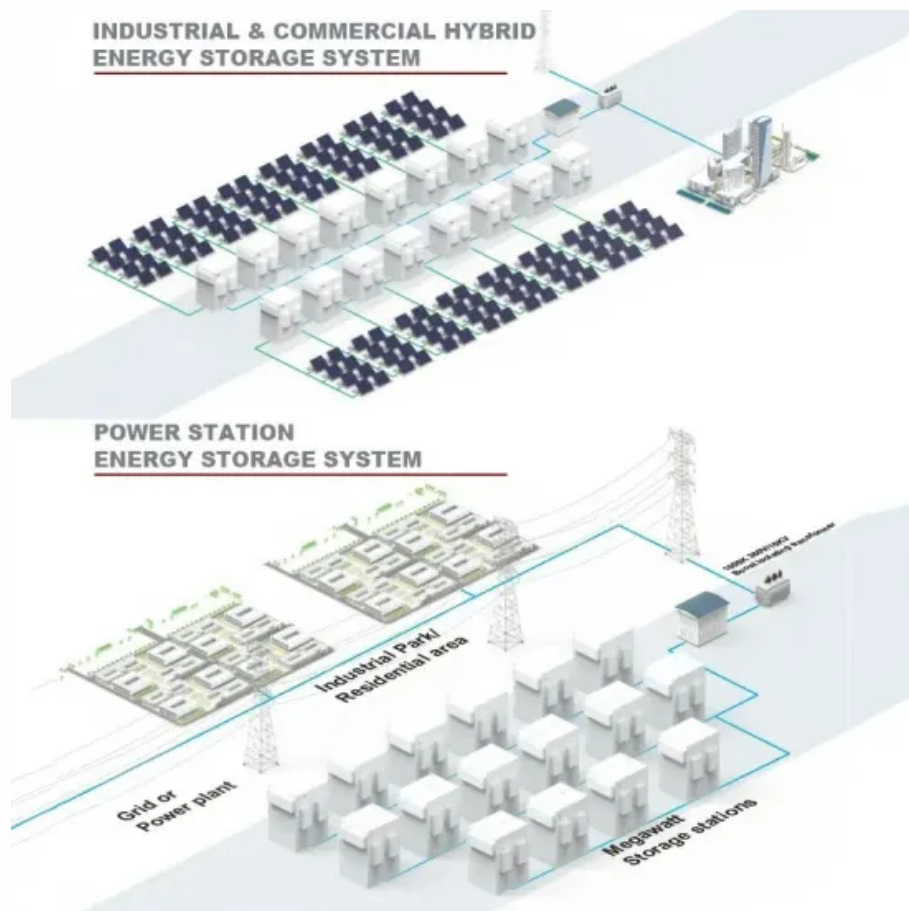 INDUSTRIAL & COMMERCIAL HYBRID
ENERGY STORAGE SYSTEM
POWER STATION
ENERGY STORAGE SYSTEM
Industrial Park/
Residential area
Grid or
Power plant
Megawatt
Storage stations